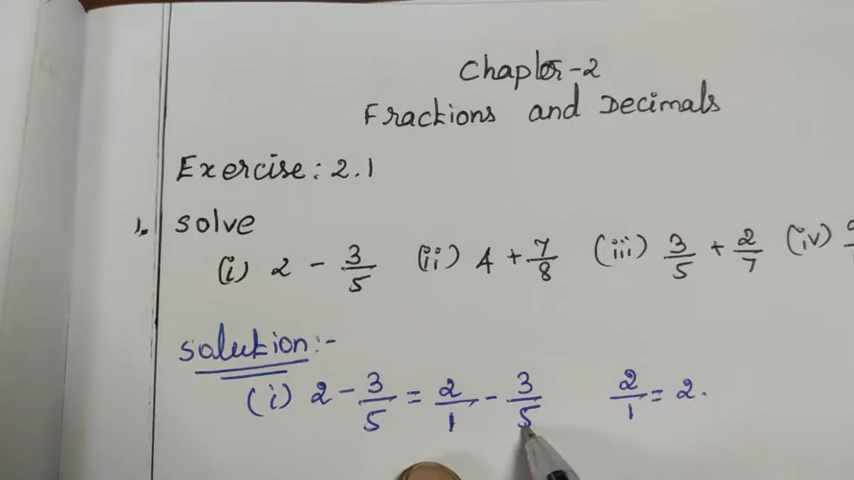 Chapter-2
Fractions and Decimals
Exercise: 2.1
1. solve
(i) 2 - 3/5 (ii) 4 + 7/8 (iii) 3/5 + 2/7 (iv)
solution:-
(i) 2 - 3/5 = 2/1 - 3/5 2/1 = 2.